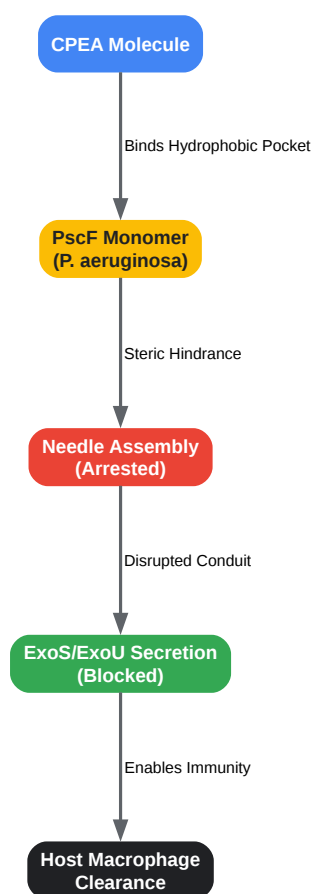 CPEA Molecule
Binds Hydrophobic Pocket
PscF Monomer
(P. aeruginosa)
Steric Hindrance
Needle Assembly
(Arrested)
Disrupted Conduit
ExoS/ExoU Secretion
(Blocked)
Enables Immunity
Host Macrophage
Clearance